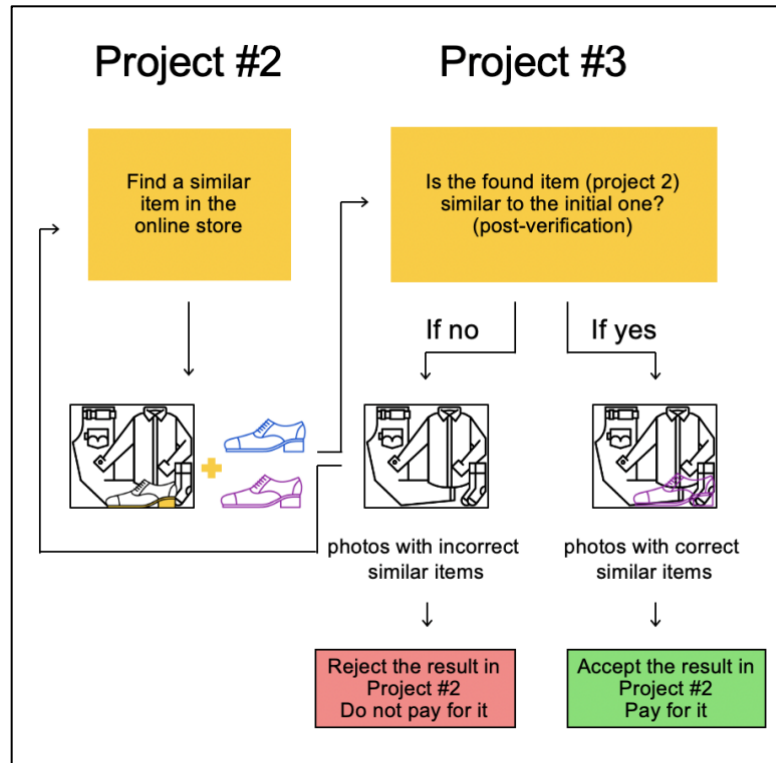 Project #2
Project #3
Find a similar
item in the
online store
Is the found item (project 2)
similar to the initial one?
(post-verification)
If no
If yes
photos with incorrect
similar items
photos with correct
similar items
Reject the result in
Project #2
Do not pay for it
Accept the result in
Project #2
Pay for it